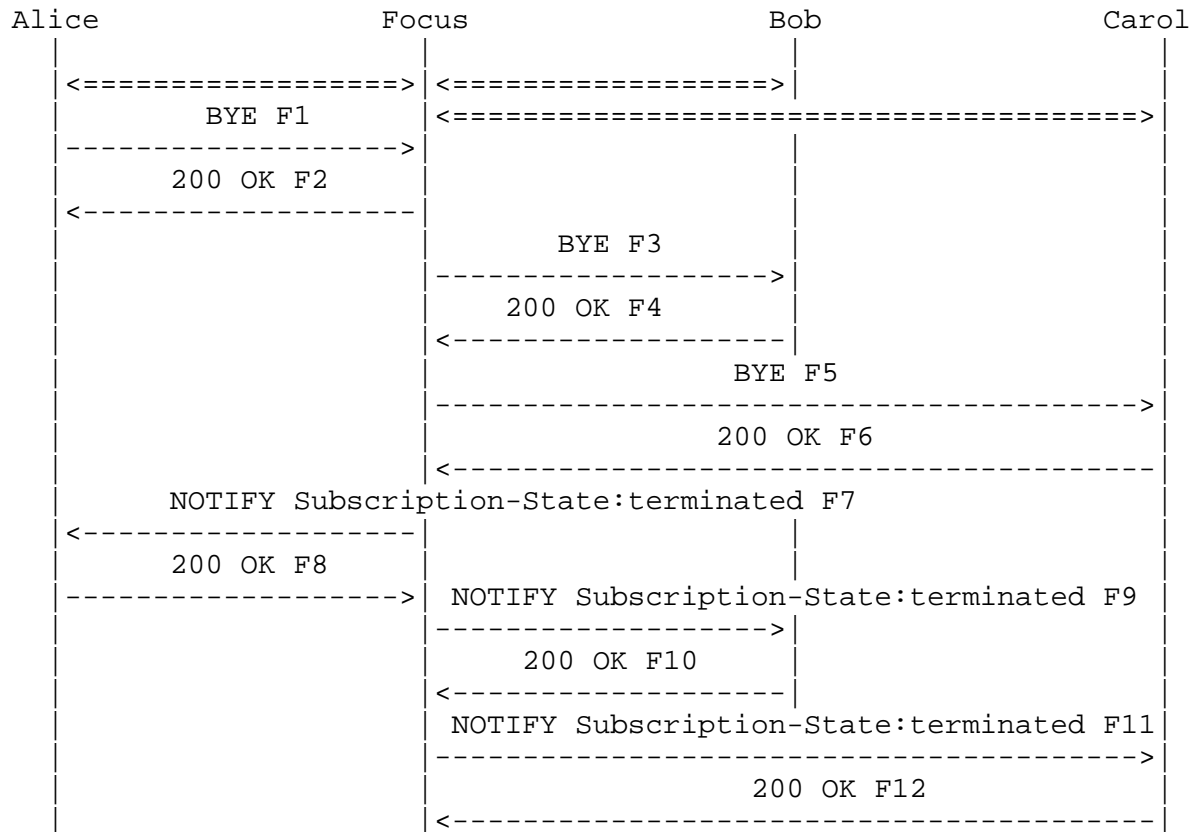 Alice Focus Bob Carol
BYE F1
200 OK F2
BYE F3
200 OK F4
BYE F5
200 OK F6
NOTIFY Subscription-State:terminated F7
200 OK F8
NOTIFY Subscription-State:terminated F9
200 OK F10
NOTIFY Subscription-State:terminated F11
200 OK F12